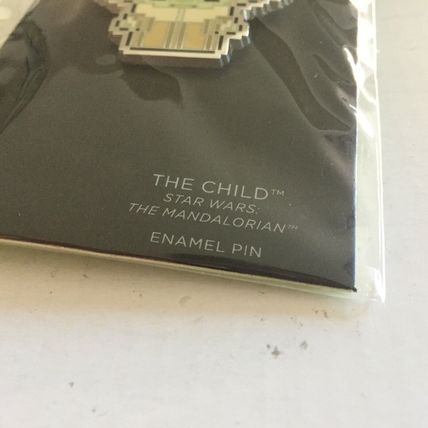 THE CHILD™
STAR WARS:
THE MANDALORIAN™
ENAMEL PIN